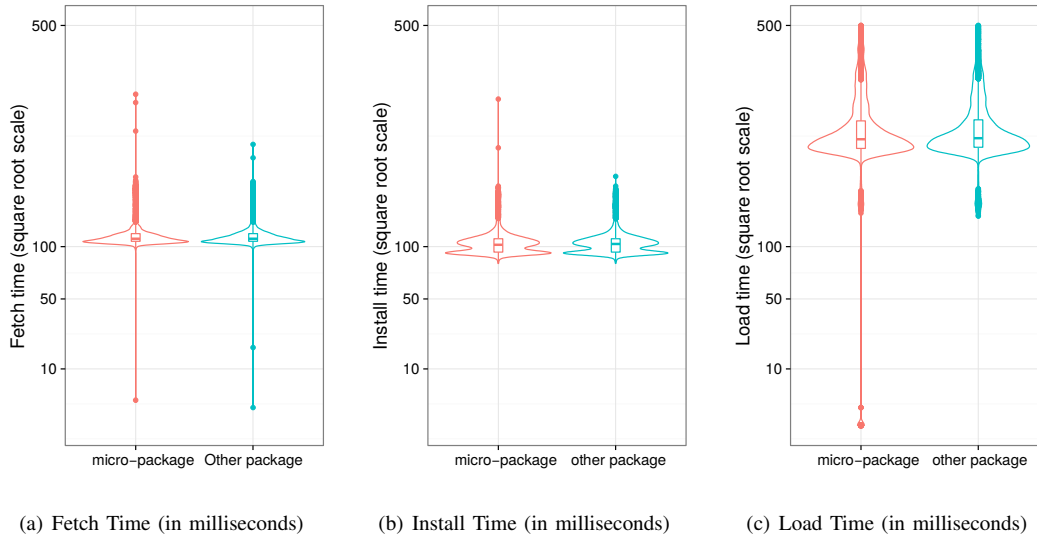 500
100
50
10
Fetch time (square root scale)
micro−package Other package
(a) Fetch Time (in milliseconds)
500
100
50
10
Install time (square root scale)
micro−package other package
(b) Install Time (in milliseconds)
500
100
50
10
Load time (square root scale)
micro−package other package
(c) Load Time (in milliseconds)